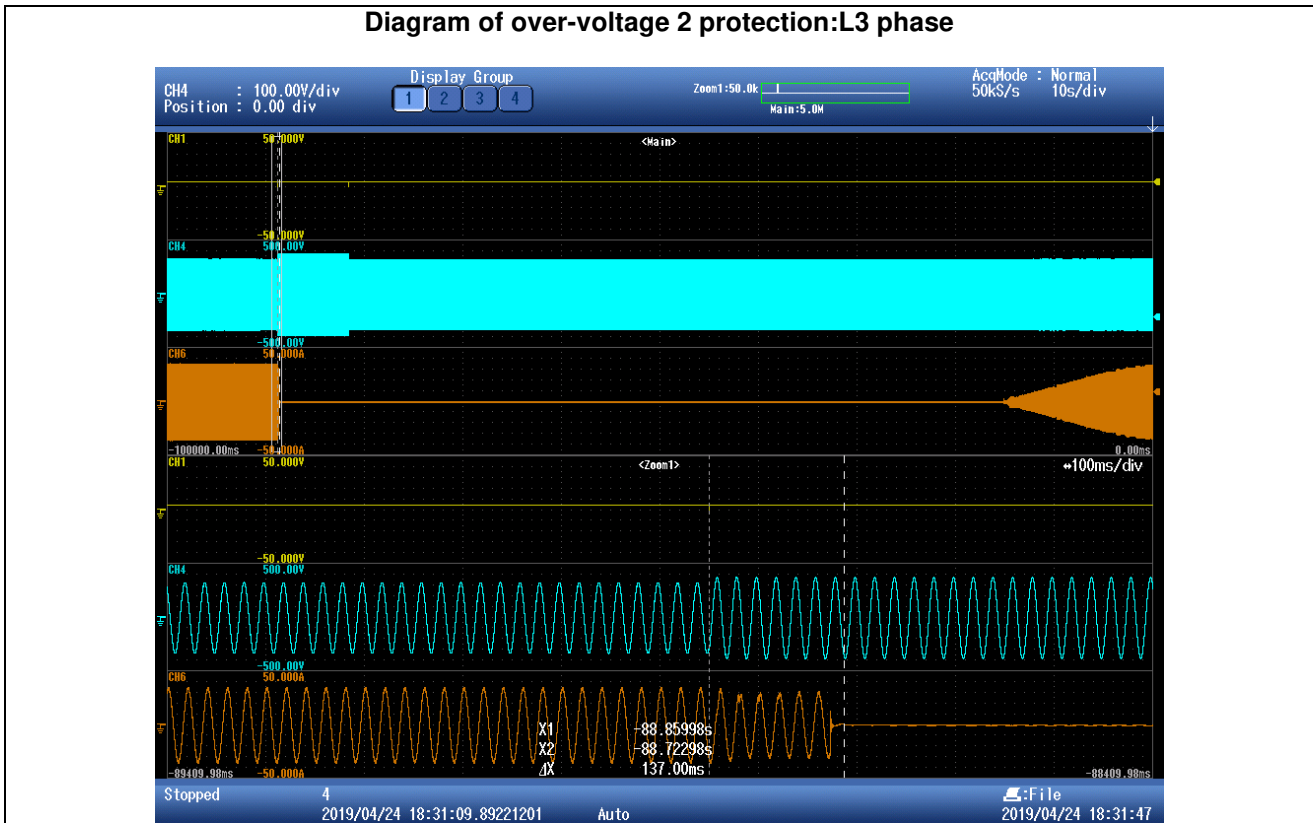 Diagram of over-voltage 2 protection:L3 phase
CH4 : 100.00V/div
Position : 0.00 div
Display Group
1 2 3 4
Zoom1:50.0k
Main:5.0M
AcqMode : Normal
50kS/s 10s/div
CH1 50.000V
<Main>
-50.000V
CH4 500.00V
-500.00V
CH6 50.000A
-100000.00ms -50.000A 0.00ms
CH1 50.000V
<Zoom1>
↔100ms/div
-50.000V
CH4 500.00V
-500.00V
CH6 50.000A
X1 -88.85998s
X2 -88.72298s
ΔX 137.00ms
-89409.98ms -50.000A -88409.98ms
Stopped 4
2019/04/24 18:31:09.89221201 Auto
:File
2019/04/24 18:31:47